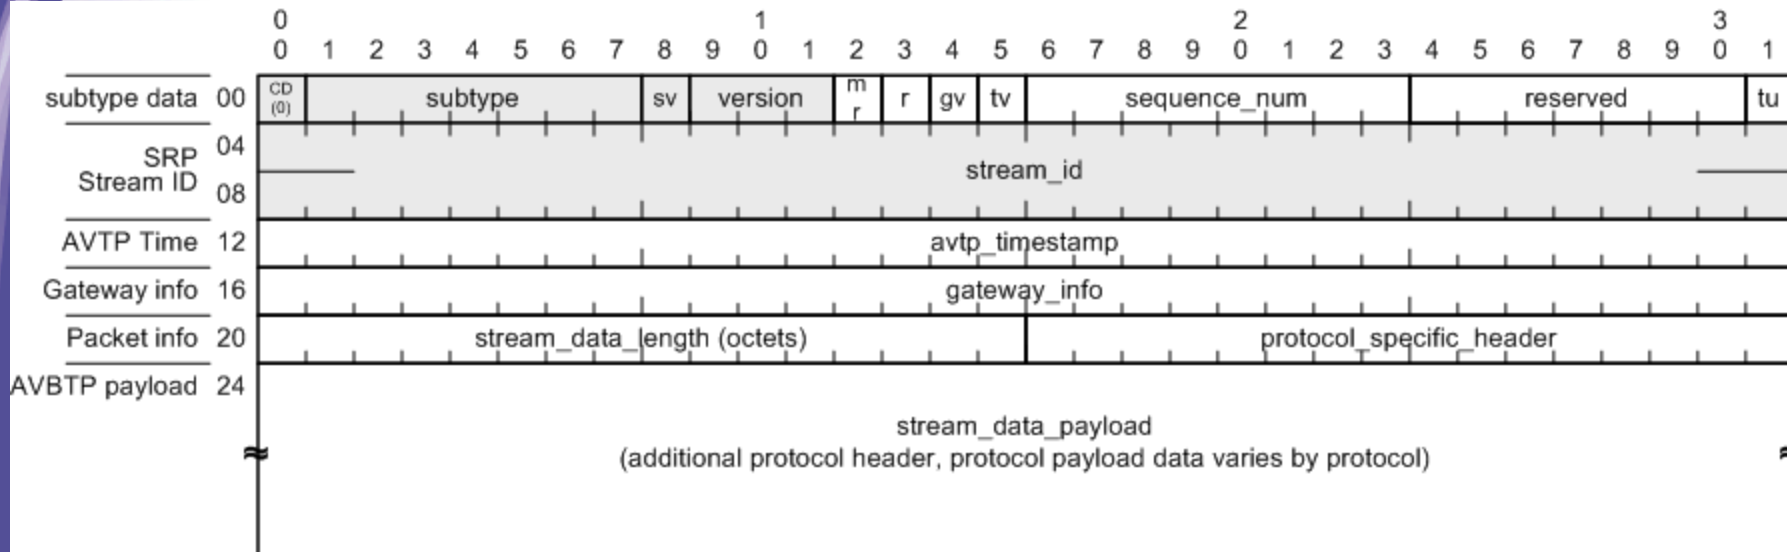 0 1 2 3
0 1 2 3 4 5 6 7 8 9 0 1 2 3 4 5 6 7 8 9 0 1 2 3 4 5 6 7 8 9 0 1
subtype data 00 CD (0) subtype sv version m r r gv tv sequence_num reserved tu
SRP Stream ID 04 08 stream_id
AVTP Time 12 avtp_timestamp
Gateway info 16 gateway_info
Packet info 20 stream_data_length (octets) protocol_specific_header
AVBTP payload 24
stream_data_payload
(additional protocol header, protocol payload data varies by protocol)